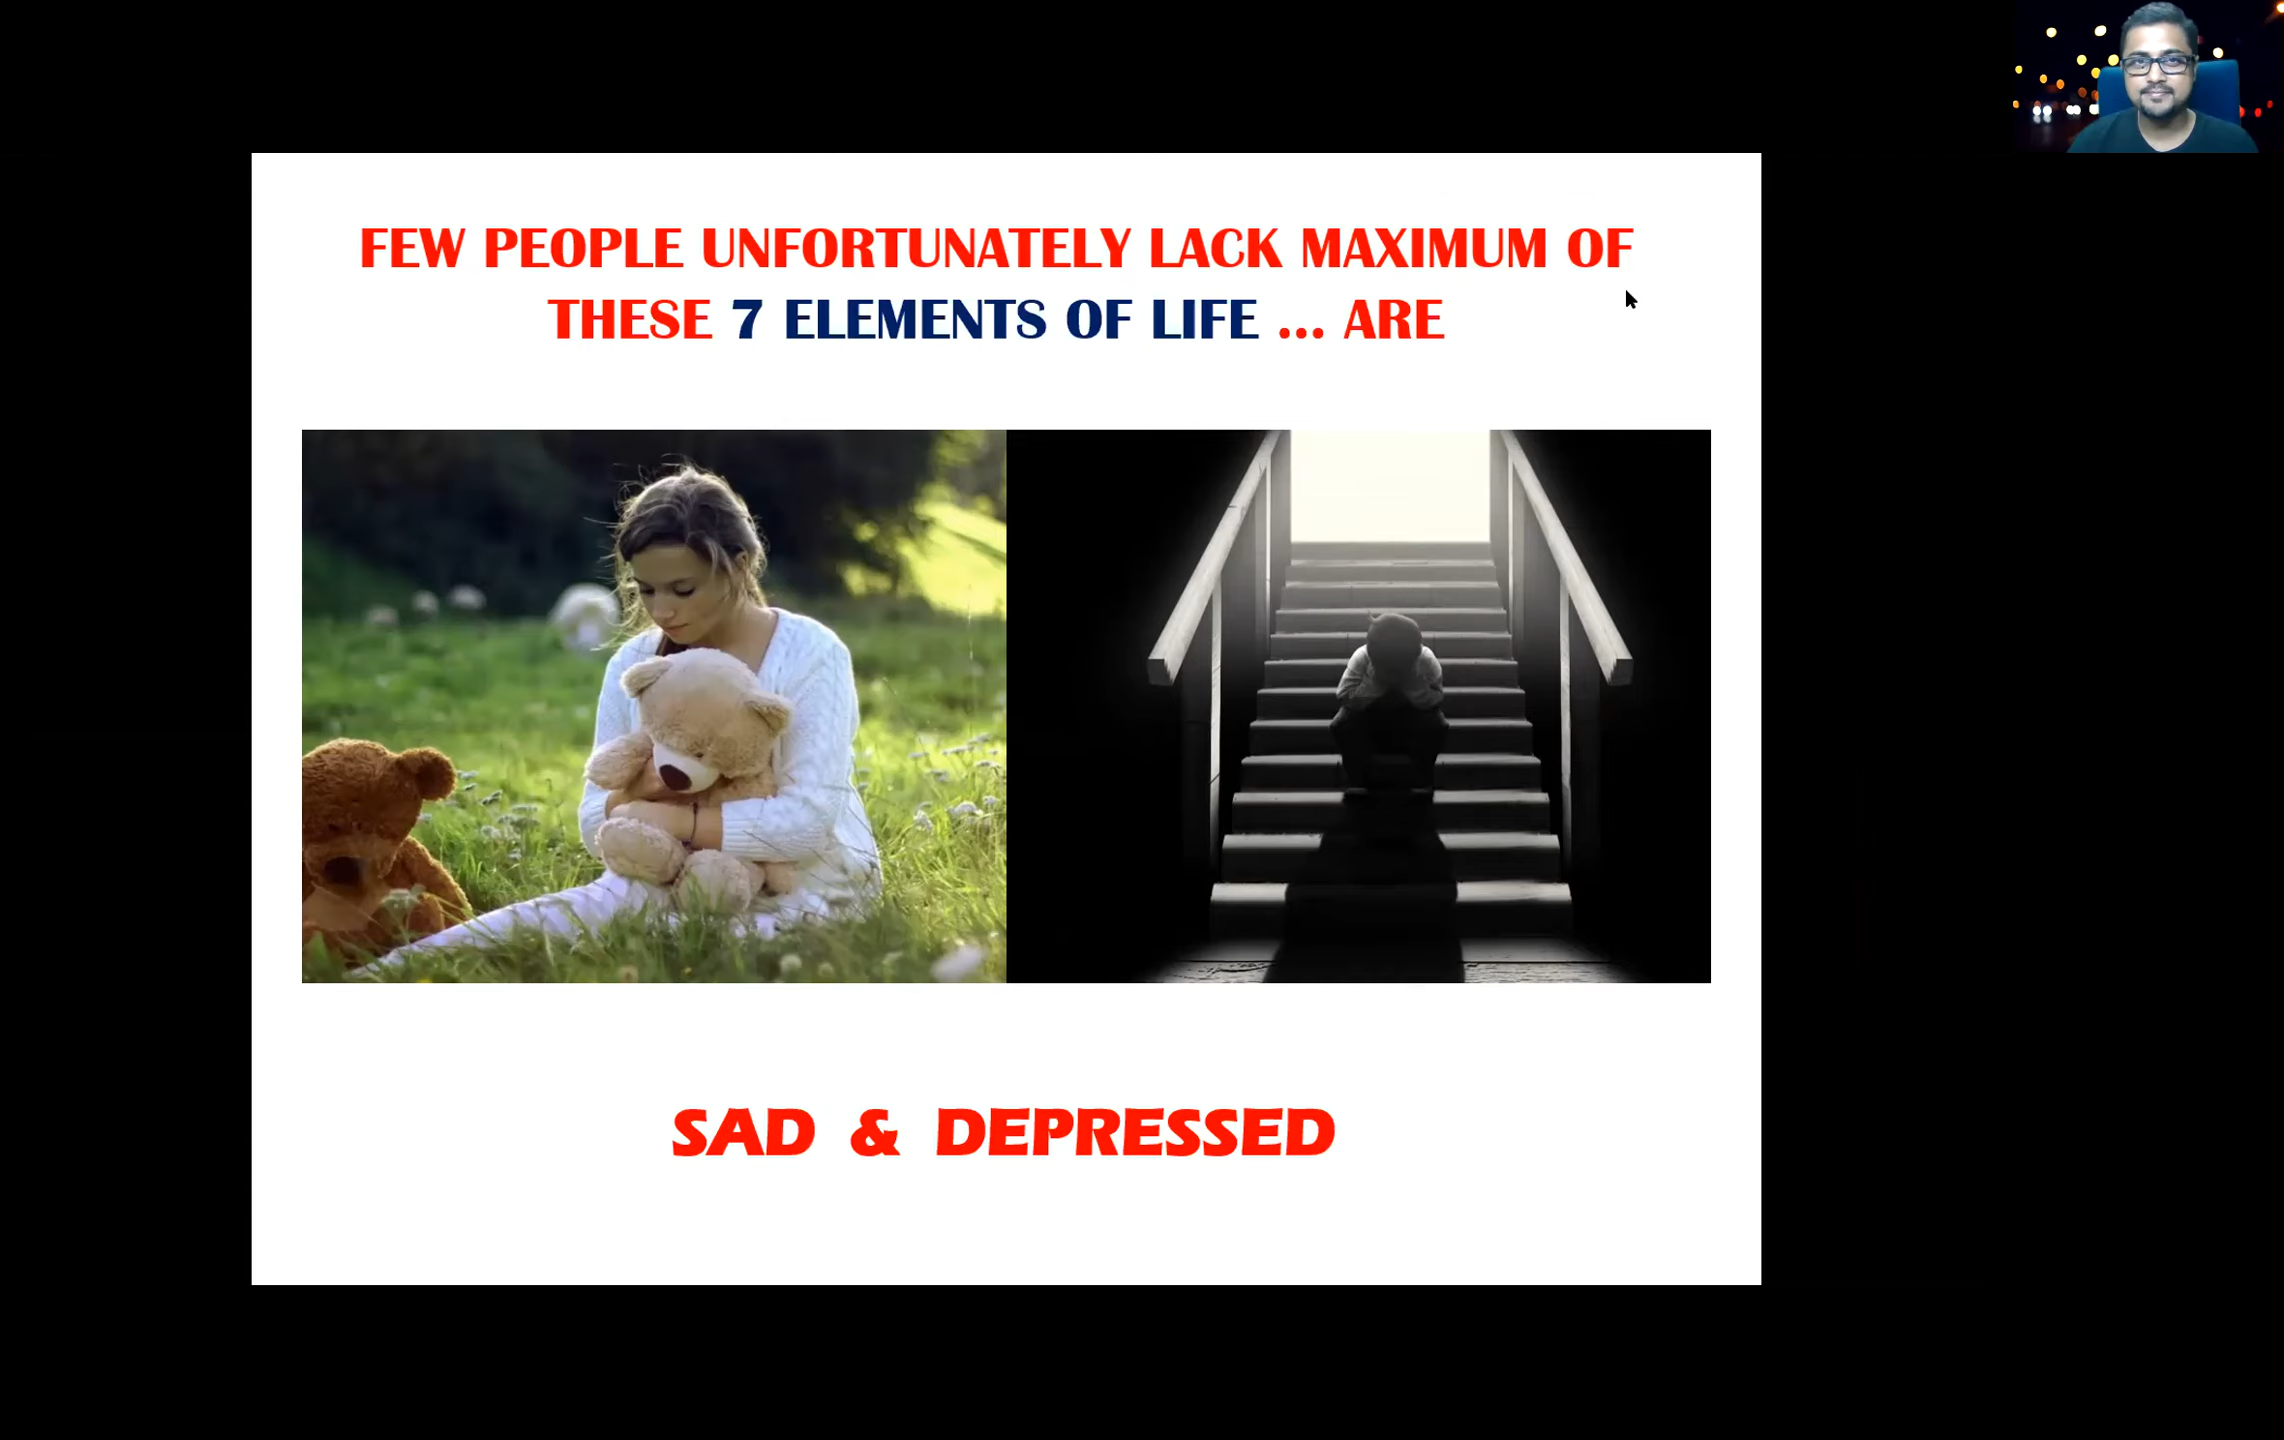 FEW PEOPLE UNFORTUNATELY LACK MAXIMUM OF
THESE 7 ELEMENTS OF LIFE ... ARE
SAD & DEPRESSED